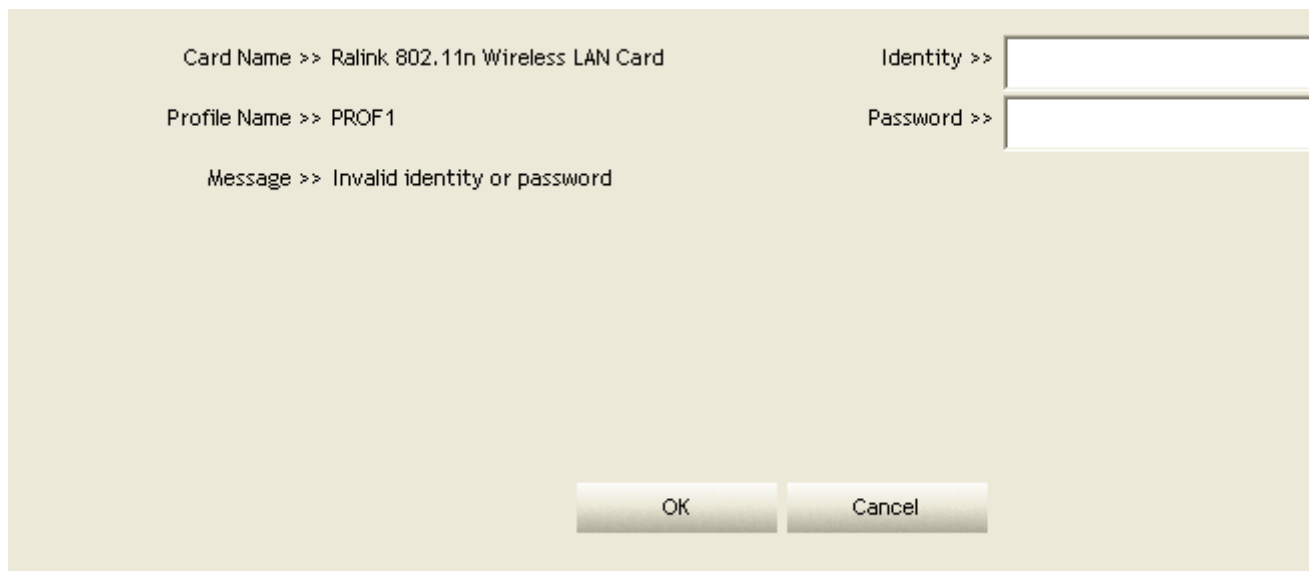 Card Name >> Ralink 802.11n Wireless LAN Card
Identity >>
Profile Name >> PROF1
Password >>
Message >> Invalid identity or password
OK
Cancel